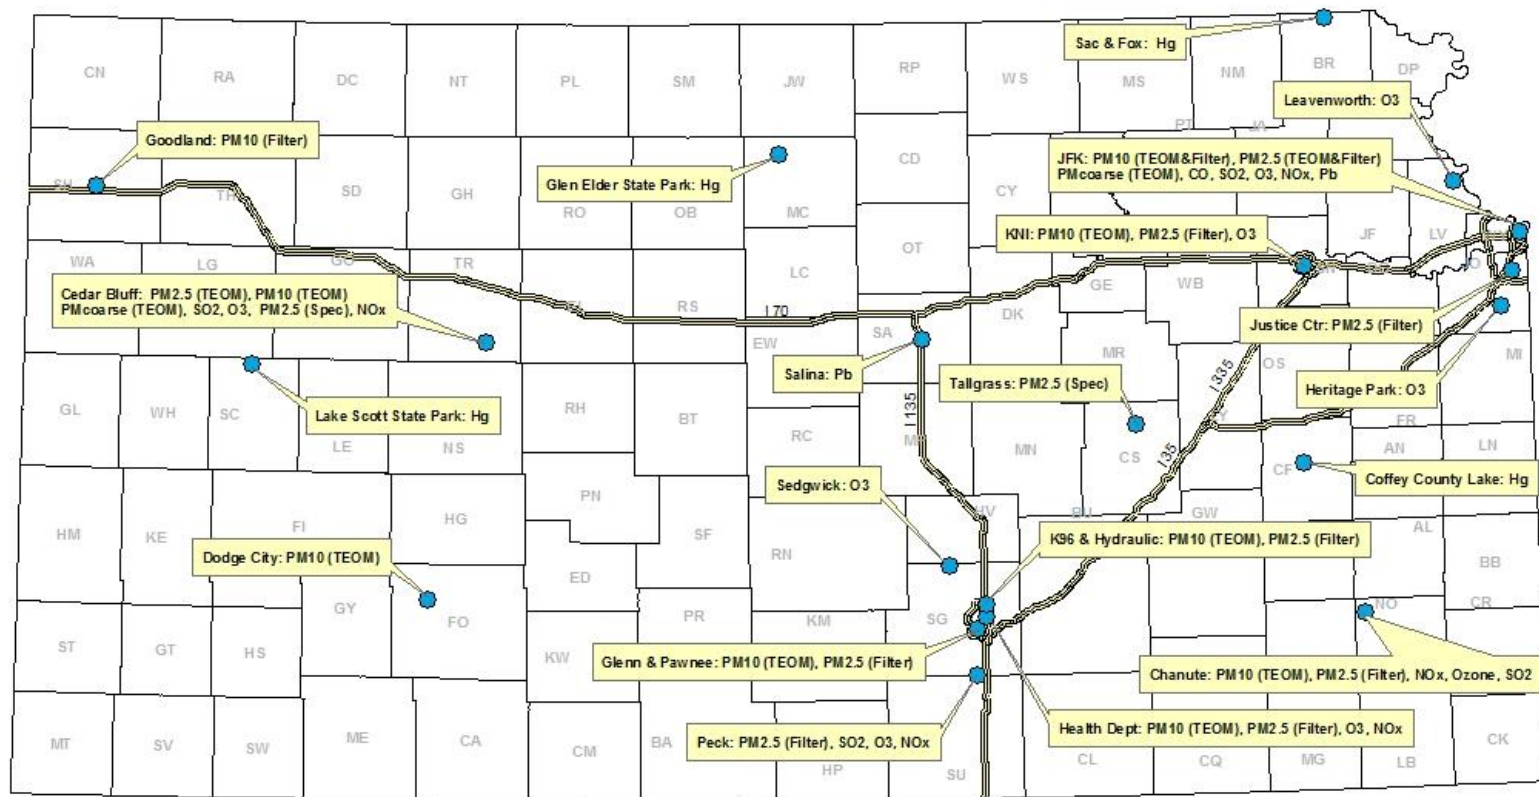 Sac & Fox: Hg
CN
RA
DC
NT
PL
SM
JW
RP
WS
MS
NM
BR
DP
Leavenworth: O3
Goodland: PM10 (Filter)
PT
JA
JFK: PM10 (TEOM&Filter), PM2.5 (TEOM&Filter)
PMcoarse (TEOM), CO, SO2, O3, NOx, Pb
Glen Elder State Park: Hg
CD
CY
SH
TH
SD
GH
RO
OB
MC
KNI: PM10 (TEOM), PM2.5 (Filter), O3
JF
LV
OT
WA
LG
GO
TR
LC
GE
WB
SN
JO
Cedar Bluff: PM2.5 (TEOM), PM10 (TEOM)
PMcoarse (TEOM), SO2, O3, PM2.5 (Spec), NOx
EL
RS
I 70
DK
SA
EW
Justice Ctr: PM2.5 (Filter)
MR
OS
MI
Salina: Pb
Tallgrass: PM2.5 (Spec)
I 335
Heritage Park: O3
GL
WH
SC
Lake Scott State Park: Hg
RH
BT
I 135
LE
NS
RC
MN
CS
I 35
LY
FR
AN
LN
CF
Coffey County Lake: Hg
Sedgwick: O3
PN
HM
KE
FI
HG
SF
RN
HV
BU
GW
AL
K96 & Hydraulic: PM10 (TEOM), PM2.5 (Filter)
Dodge City: PM10 (TEOM)
ED
BB
GY
FO
PR
KM
SG
NO
CR
ST
GT
HS
KW
Glenn & Pawnee: PM10 (TEOM), PM2.5 (Filter)
Chanute: PM10 (TEOM), PM2.5 (Filter), NOx, Ozone, SO2
MT
SV
SW
ME
CA
CM
BA
Peck: PM2.5 (Filter), SO2, O3, NOx
Health Dept: PM10 (TEOM), PM2.5 (Filter), O3, NOx
CK
HP
SU
CL
CQ
MG
LB